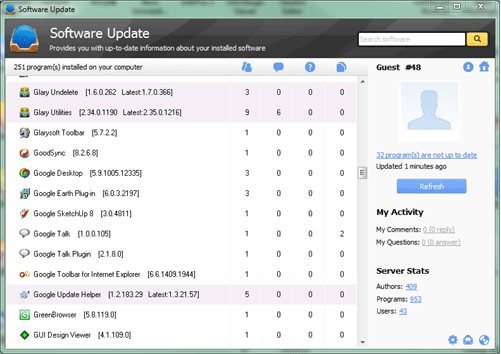 Software Update
Software Update
Provides you with up-to-date information about your installed software
Search software
251 program(s) installed on your computer
Glary Undelete [1.6.0.262 Latest:1.7.0.366] 3 0 0 0
Glary Utilities [2.34.0.1190 Latest:2.35.0.1216] 9 6 0 0
Glarysoft Toolbar [5.7.2.2] 1 0 0 0
GoodSync [8.2.6.8] 1 0 0 0
Google Desktop [5.9.1005.12335] 3 0 0 0
Google Earth Plug-in [6.0.3.2197] 3 0 0 0
Google SketchUp 8 [3.0.4811] 1 0 0 0
Google Talk [1.0.0.105] 1 0 0 2
Google Talk Plugin [2.1.8.0] 1 0 0 0
Google Toolbar for Internet Explorer [6.6.1409.1944] 1 0 0 0
Google Update Helper [1.2.183.29 Latest:1.3.21.57] 5 0 0 0
GreenBrowser [5.8.119.0] 1 0 0 0
GUI Design Viewer [4.1.109.0] 1 0 0 0
Guest #48
32 program(s) are not up to date
Updated 1 minutes ago
Refresh
My Activity
My Comments: 0 (0 reply)
My Questions: 0 (0 answer)
Server Stats
Authors: 409
Programs: 953
Users: 43